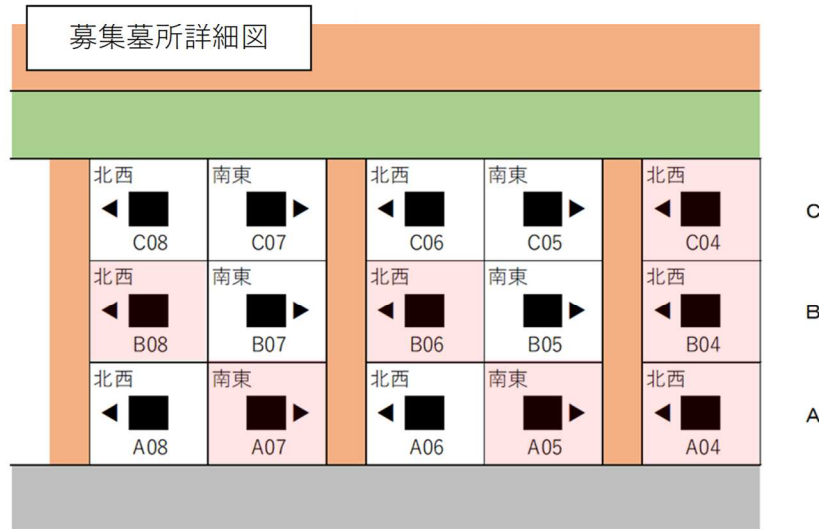 募集墓所詳細図
北西 南東 北西 南東 北西
◀ ▶ ◀ ▶ ◀ C
C08 C07 C06 C05 C04
北西 南東 北西 南東 北西
◀ ▶ ◀ ▶ ◀ B
B08 B07 B06 B05 B04
北西 南東 北西 南東 北西
◀ ▶ ◀ ▶ ◀ A
A08 A07 A06 A05 A04